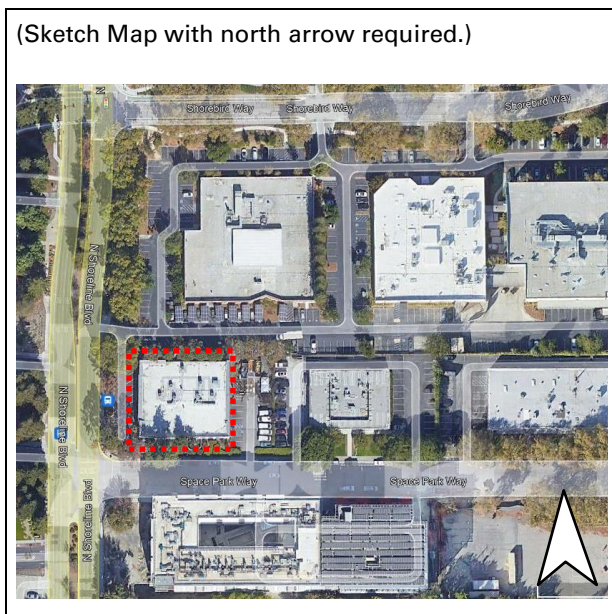 (Sketch Map with north arrow required.)
N
Shorebird Way
Shorebird Way
Shorebird Way
N Shoreline Blvd
N Shoreline Blvd
N Shoreline Blvd
Space Park Way
Space Park Way